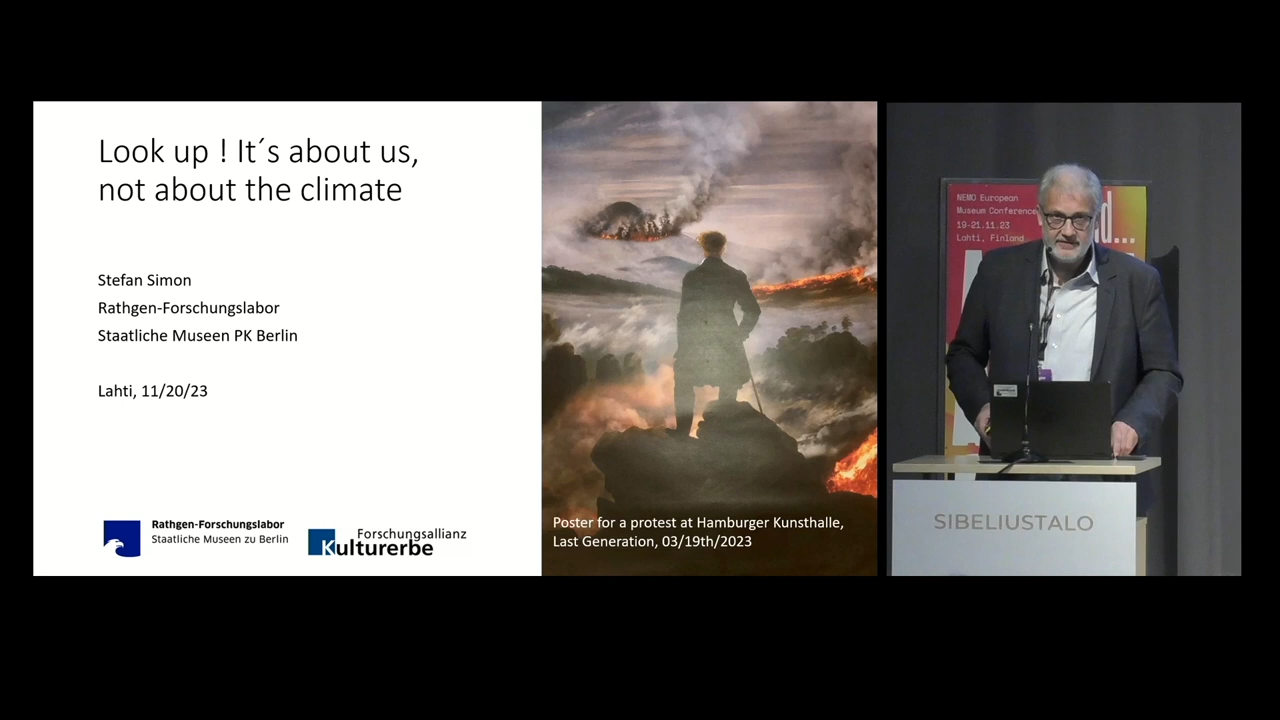 Look up ! It´s about us,
not about the climate
Stefan Simon
Rathgen-Forschungslabor
Staatliche Museen PK Berlin
Lahti, 11/20/23
Rathgen-Forschungslabor
Staatliche Museen zu Berlin
Forschungsallianz
Kulturerbe
Poster for a protest at Hamburger Kunsthalle,
Last Generation, 03/19th/2023
NEMO European
Museum Conference
19-21.11.23
Lahti, Finland
SIBELIUSTALO